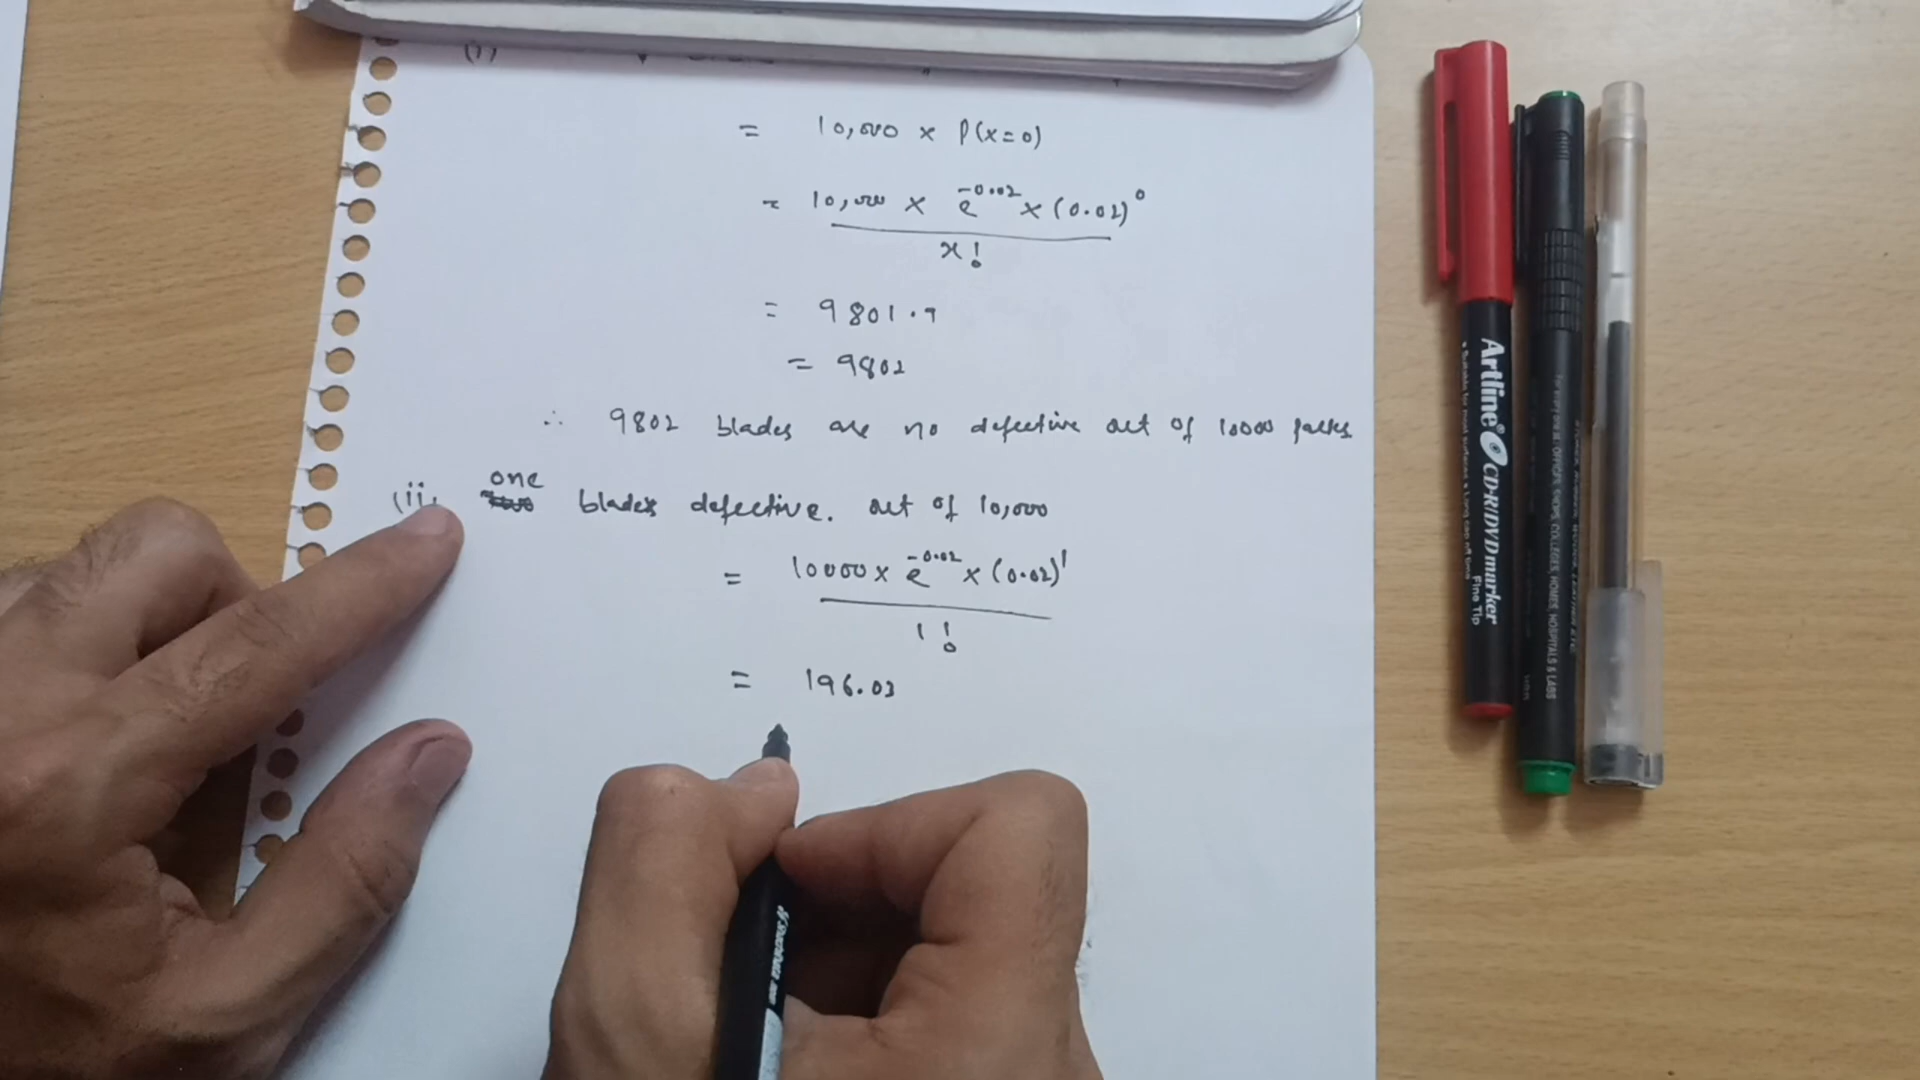 (i)
= 10,000 × P(x=0)
= 10,000 × e^-0.02 × (0.02)^0
x!
= 9801.9
= 9802
∴ 9802 blades are no defective out of 10000 packs.
(ii) one blades defective. out of 10,000
= 10000 × e^-0.02 × (0.02)^1
1!
= 196.03
Artline CD-R/DVD marker
Fine Tip